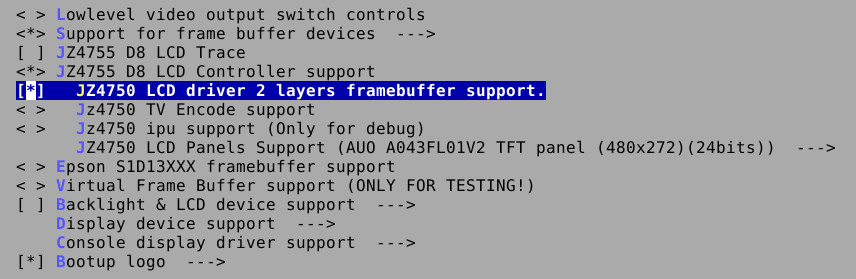 < > Lowlevel video output switch controls
<*> Support for frame buffer devices  --->
[ ] JZ4755 D8 LCD Trace
<*> JZ4755 D8 LCD Controller support
[*]   JZ4750 LCD driver 2 layers framebuffer support.
< >   Jz4750 TV Encode support
< >   Jz4750 ipu support (Only for debug)
      JZ4750 LCD Panels Support (AUO A043FL01V2 TFT panel (480x272)(24bits))  --->
< > Epson S1D13XXX framebuffer support
< > Virtual Frame Buffer support (ONLY FOR TESTING!)
[ ] Backlight & LCD device support  --->
    Display device support  --->
    Console display driver support  --->
[*] Bootup logo  --->